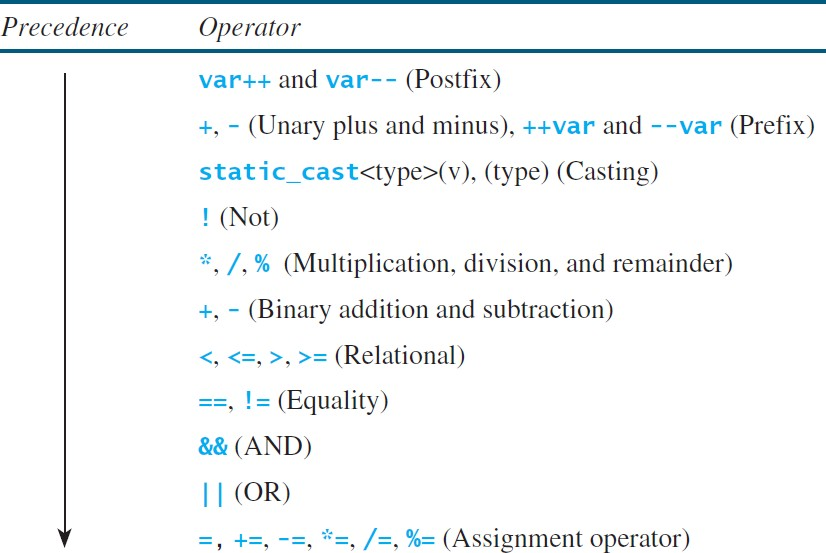 Precedence Operator
var++ and var-- (Postfix)
+, - (Unary plus and minus), ++var and --var (Prefix)
static_cast<type>(v), (type) (Casting)
! (Not)
*, /, % (Multiplication, division, and remainder)
+, - (Binary addition and subtraction)
<, <=, >, >= (Relational)
==, != (Equality)
&& (AND)
|| (OR)
=, +=, -=, *=, /=, %= (Assignment operator)